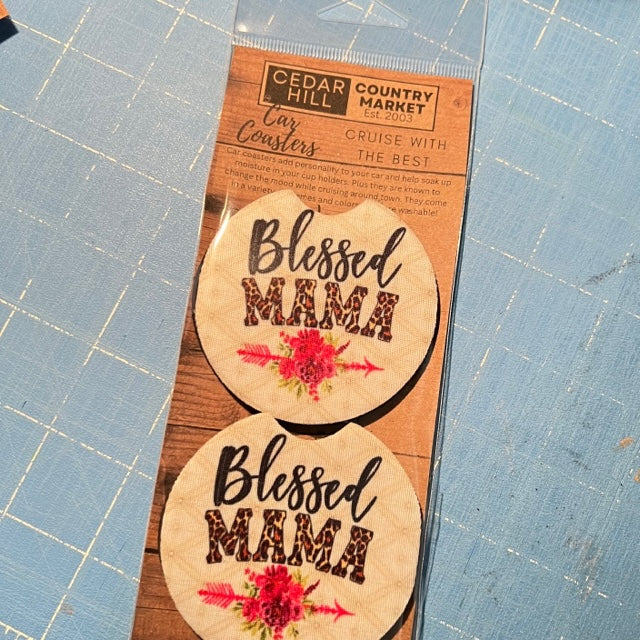 CEDAR HILL
COUNTRY MARKET
Est. 2003
Car Coasters
CRUISE WITH
THE BEST
Car coasters add personality to your car and help soak up
moisture in your cup holders. Plus they are known to
change the mood while cruising around town. They come
in a variety and colors washable!
Blessed
MAMA
Blessed
MAMA